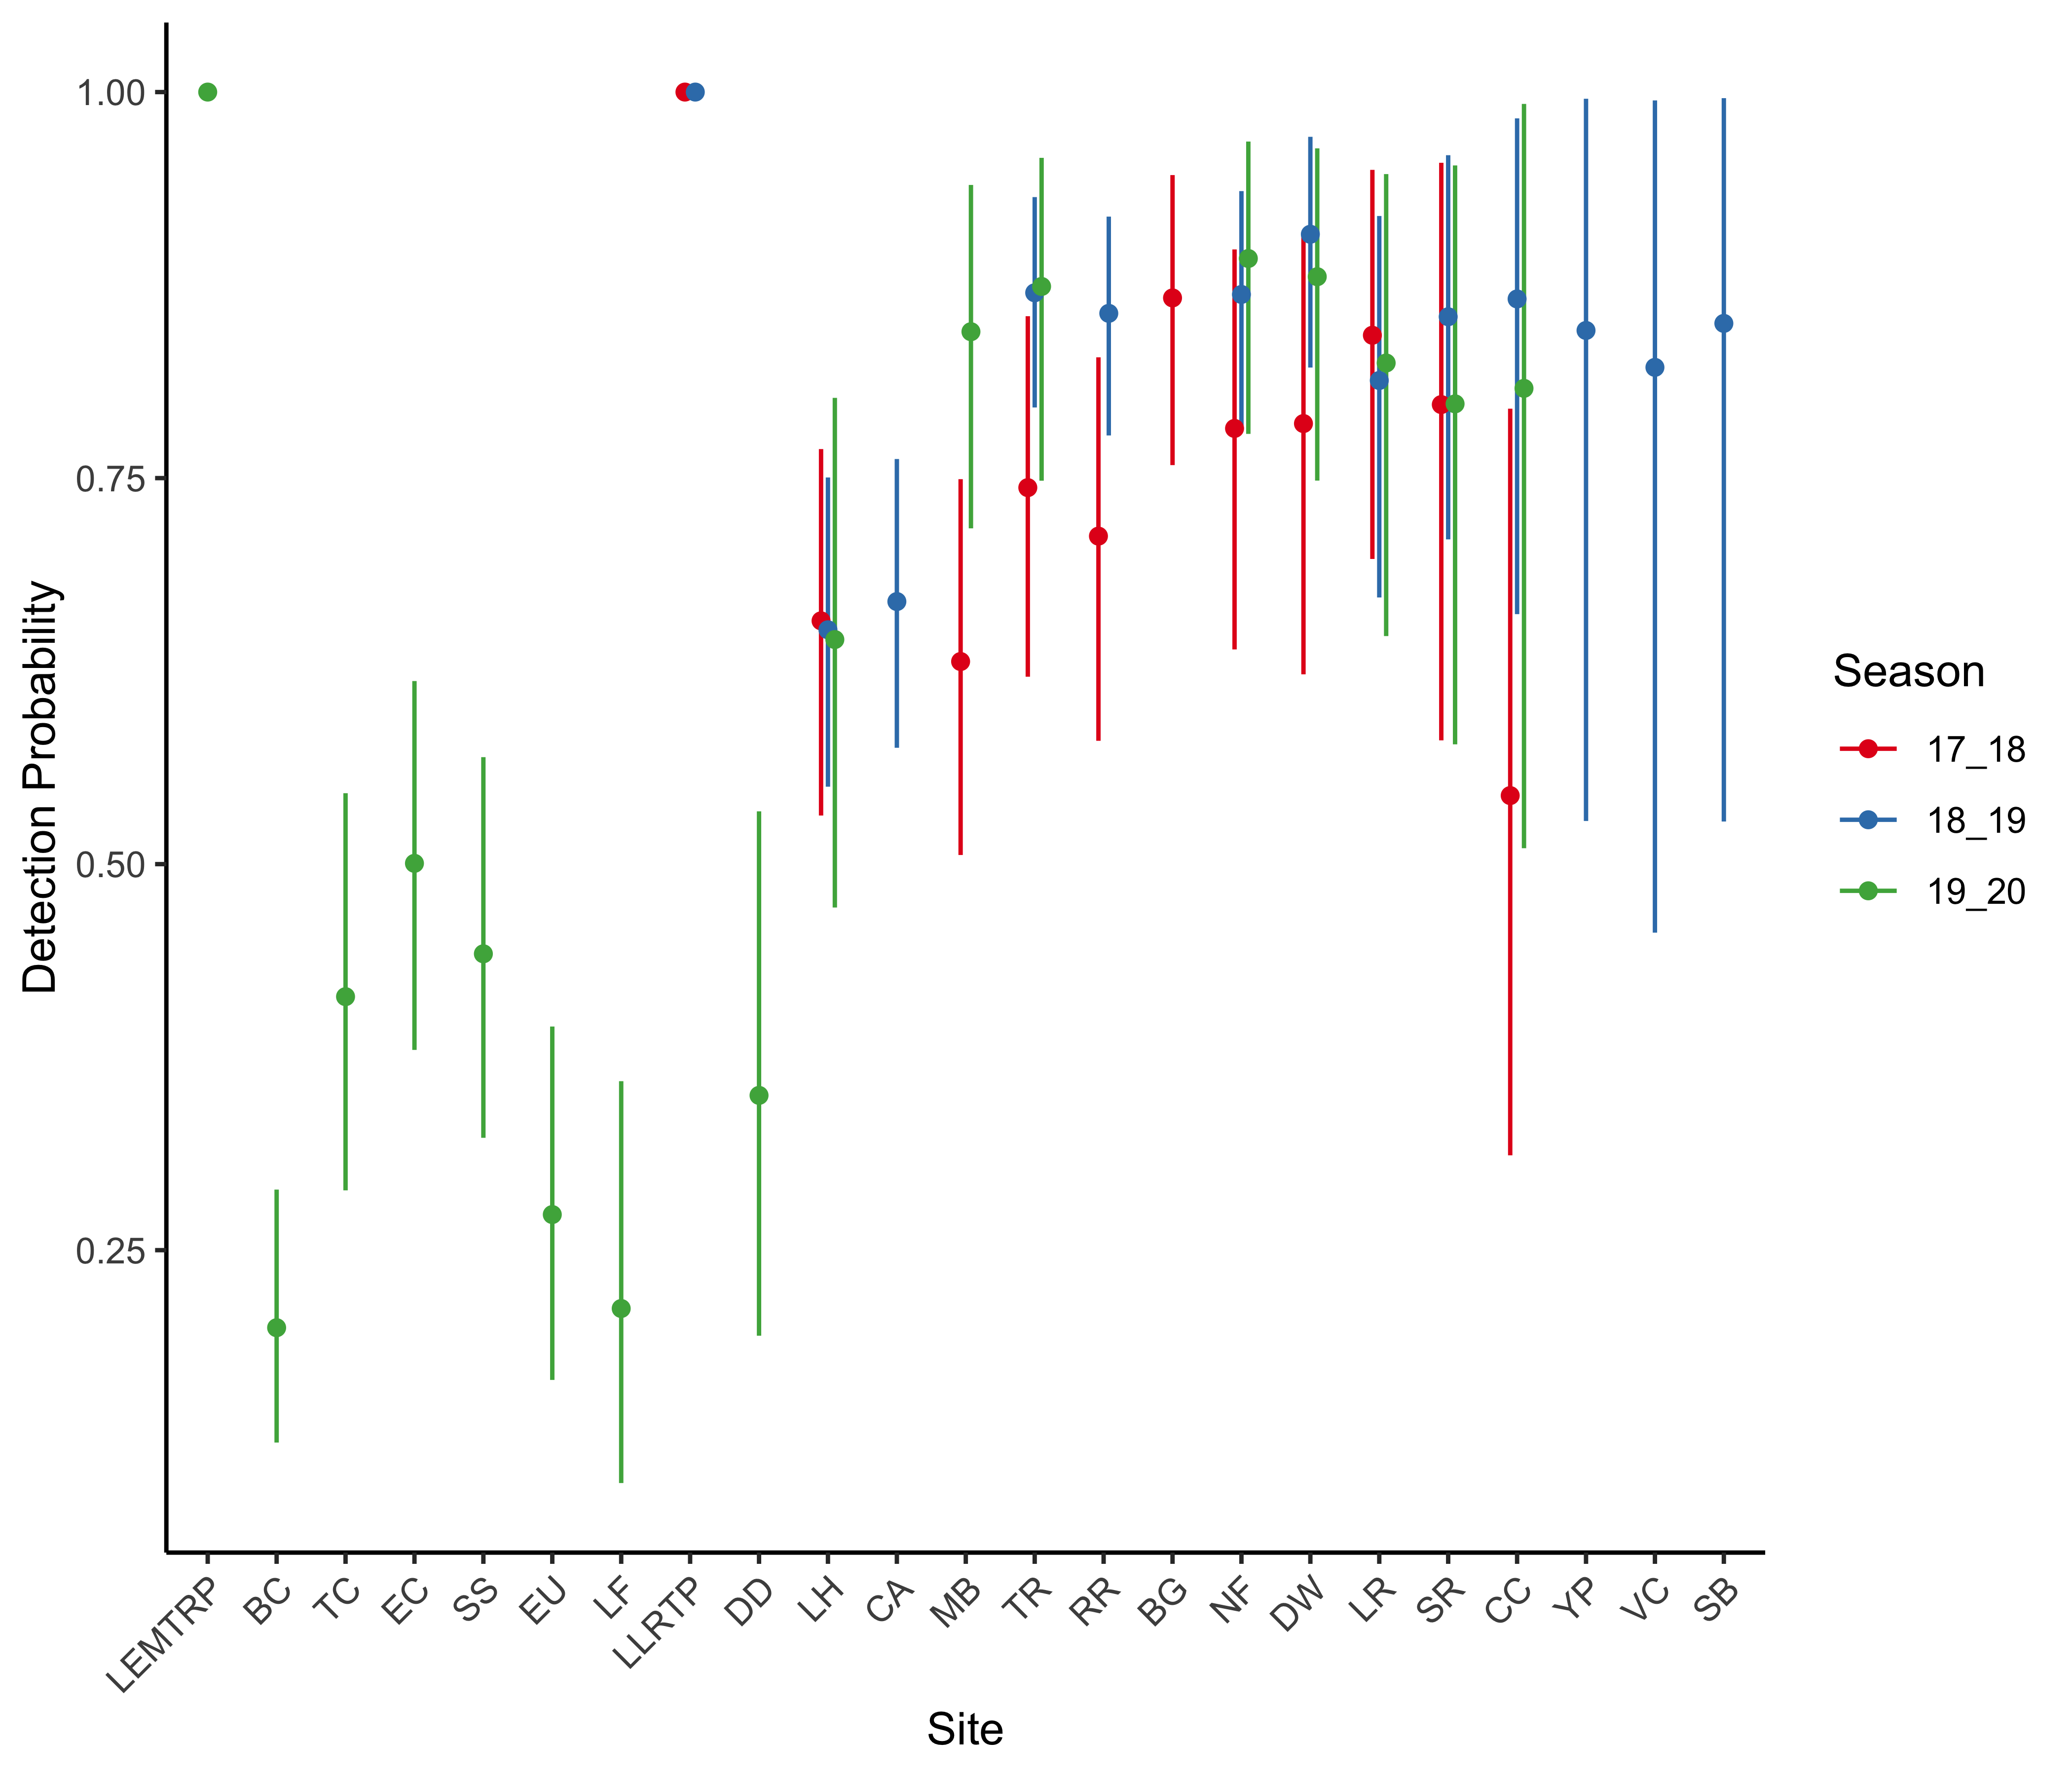 1.00
0.75
0.50
0.25
Detection Probability
LEMTRP
BC
TC
EC
SS
EU
LF
LLRTP
DD
LH
CA
MB
TR
RR
BG
NF
DW
LR
SR
CC
YP
VC
SB
Site
Season
17_18
18_19
19_20